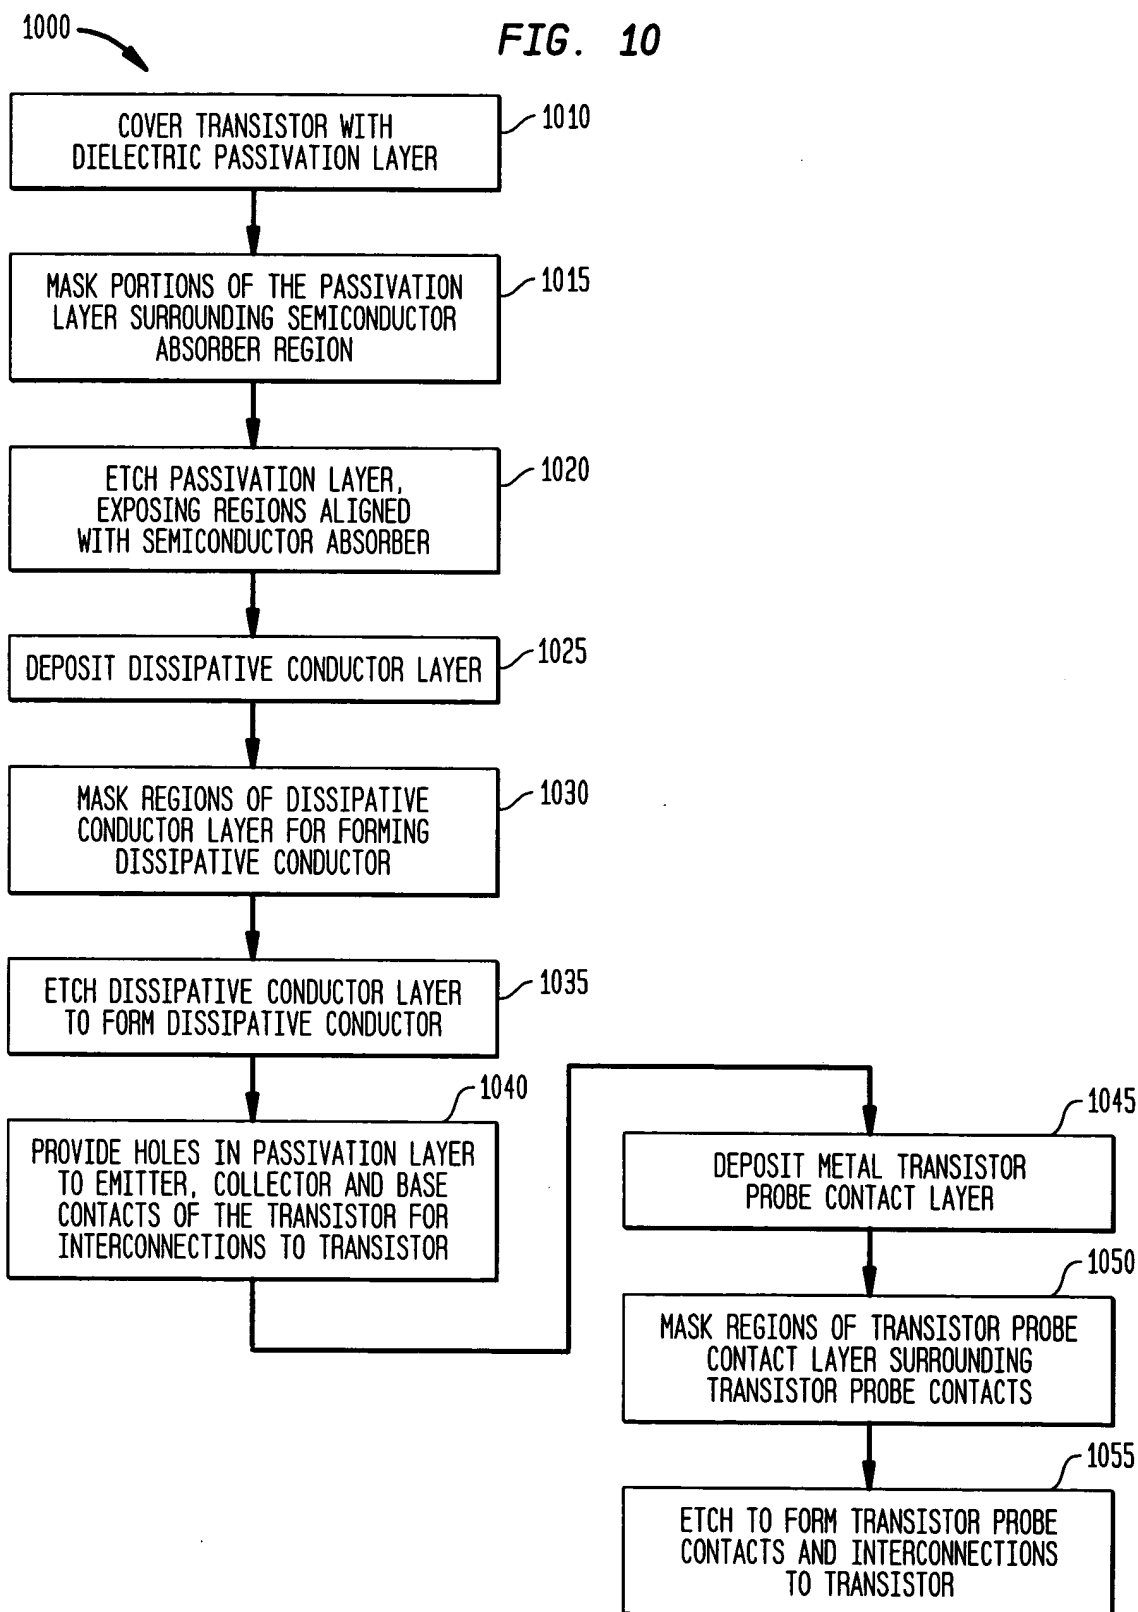 1000
FIG. 10
COVER TRANSISTOR WITH
DIELECTRIC PASSIVATION LAYER
1010
MASK PORTIONS OF THE PASSIVATION
LAYER SURROUNDING SEMICONDUCTOR
ABSORBER REGION
1015
ETCH PASSIVATION LAYER,
EXPOSING REGIONS ALIGNED
WITH SEMICONDUCTOR ABSORBER
1020
DEPOSIT DISSIPATIVE CONDUCTOR LAYER
1025
MASK REGIONS OF DISSIPATIVE
CONDUCTOR LAYER FOR FORMING
DISSIPATIVE CONDUCTOR
1030
ETCH DISSIPATIVE CONDUCTOR LAYER
TO FORM DISSIPATIVE CONDUCTOR
1035
PROVIDE HOLES IN PASSIVATION LAYER
TO EMITTER, COLLECTOR AND BASE
CONTACTS OF THE TRANSISTOR FOR
INTERCONNECTIONS TO TRANSISTOR
1040
DEPOSIT METAL TRANSISTOR
PROBE CONTACT LAYER
1045
MASK REGIONS OF TRANSISTOR PROBE
CONTACT LAYER SURROUNDING
TRANSISTOR PROBE CONTACTS
1050
ETCH TO FORM TRANSISTOR PROBE
CONTACTS AND INTERCONNECTIONS
TO TRANSISTOR
1055